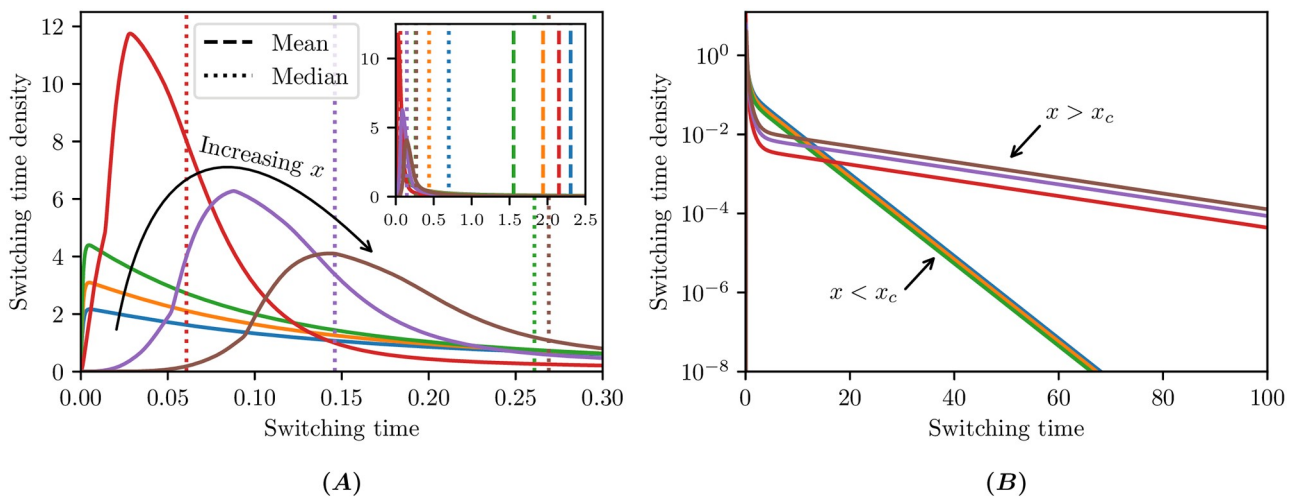 12
10
8
6
4
2
0
Switching time density
0.00 0.05 0.10 0.15 0.20 0.25 0.30
Switching time
Mean
Median
Increasing x
10
5
0
0.0 0.5 1.0 1.5 2.0 2.5
(A)
10⁰
10⁻²
10⁻⁴
10⁻⁶
10⁻⁸
Switching time density
x > x_c
x < x_c
0 20 40 60 80 100
Switching time
(B)